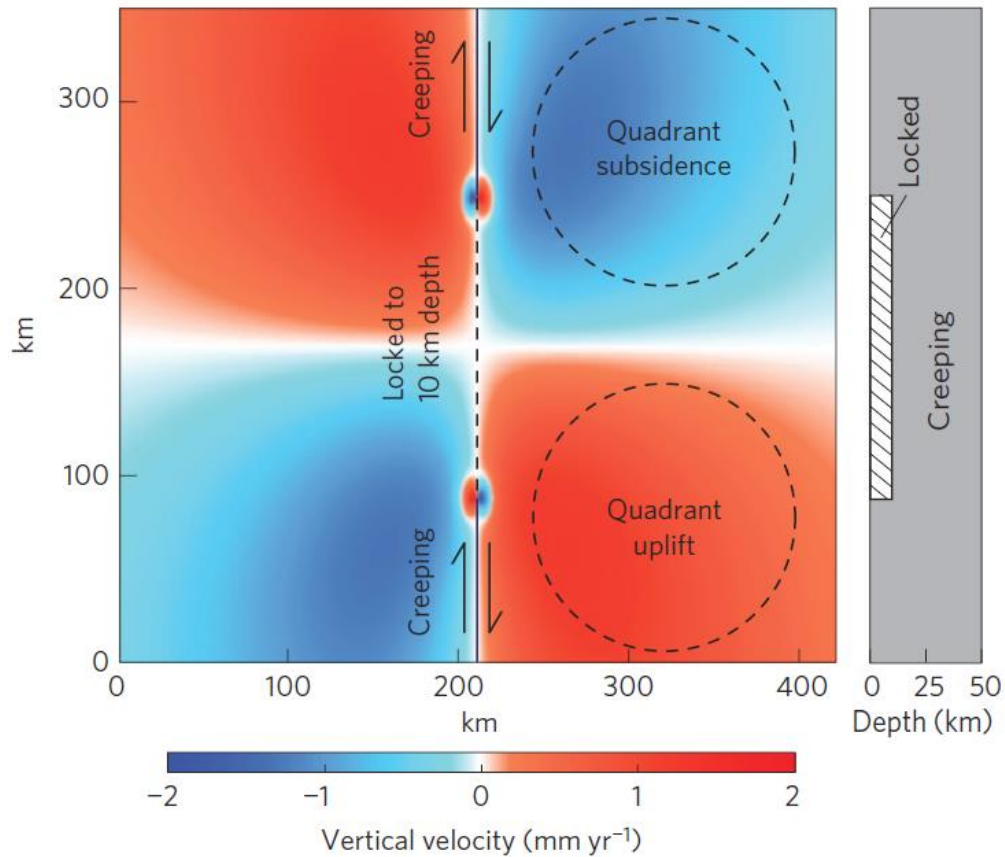 300
200
100
0
km
0
100
200
300
400
km
Creeping
Quadrant
subsidence
Locked to
10 km depth
Quadrant
uplift
Creeping
Locked
Creeping
0
25
50
Depth (km)
−2
−1
0
1
2
Vertical velocity (mm yr⁻¹)